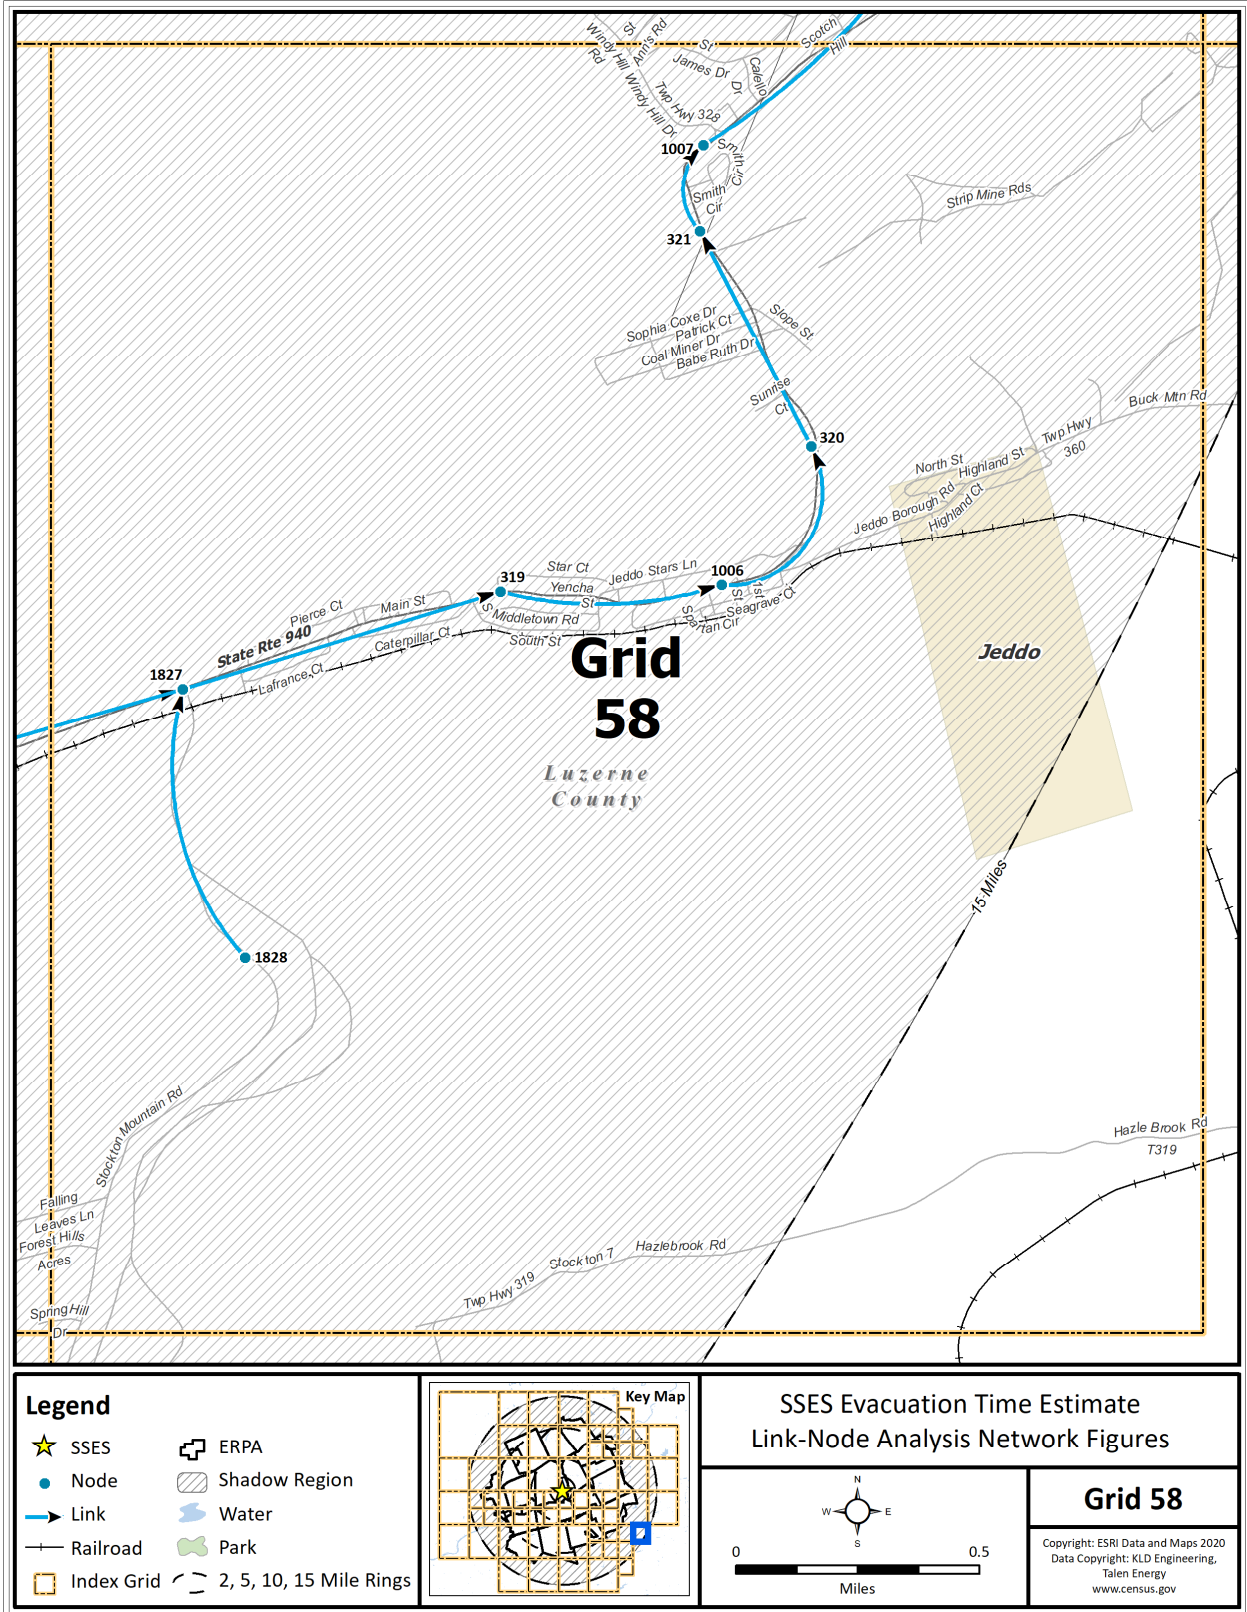 Scotch
Hill
St
Ann's Rd
Windy Hill
Rd
St
James Dr
Dr
Calello
Windy Hill Dr
Twp Hwy 328
1007
Smith
Cir
Smith
Cir
Strip Mine Rds
321
Sophia Coxe Dr
Patrick Ct
Coal Miner Dr
Babe Ruth Dr
Slope St
Sunrise
Ct
320
Buck Mtn Rd
Twp Hwy
360
North St
Highland St
Jeddo Borough Rd
Highland Ct
319
Star Ct
Yencha
St
Jeddo Stars Ln
1006
1st
St
Seagrave Ct
Spartan Cir
Pierce Ct
Main St
S
Middletown Rd
South St
State Rte 940
Caterpillar Ct
Lafrance Ct
1827
Grid
58
Jeddo
Luzerne
County
15 Miles
1828
Stockton Mountain Rd
Hazle Brook Rd
T319
Falling
Leaves Ln
Forest Hills
Acres
Spring Hill
Dr
Hazlebrook Rd
Stockton 7
Twp Hwy 319
Legend
SSES
ERPA
Node
Shadow Region
Link
Water
Railroad
Park
Index Grid
2, 5, 10, 15 Mile Rings
Key Map
SSES Evacuation Time Estimate
Link-Node Analysis Network Figures
N
W
E
S
0
0.5
Miles
Grid 58
Copyright: ESRI Data and Maps 2020
Data Copyright: KLD Engineering,
Talen Energy
www.census.gov